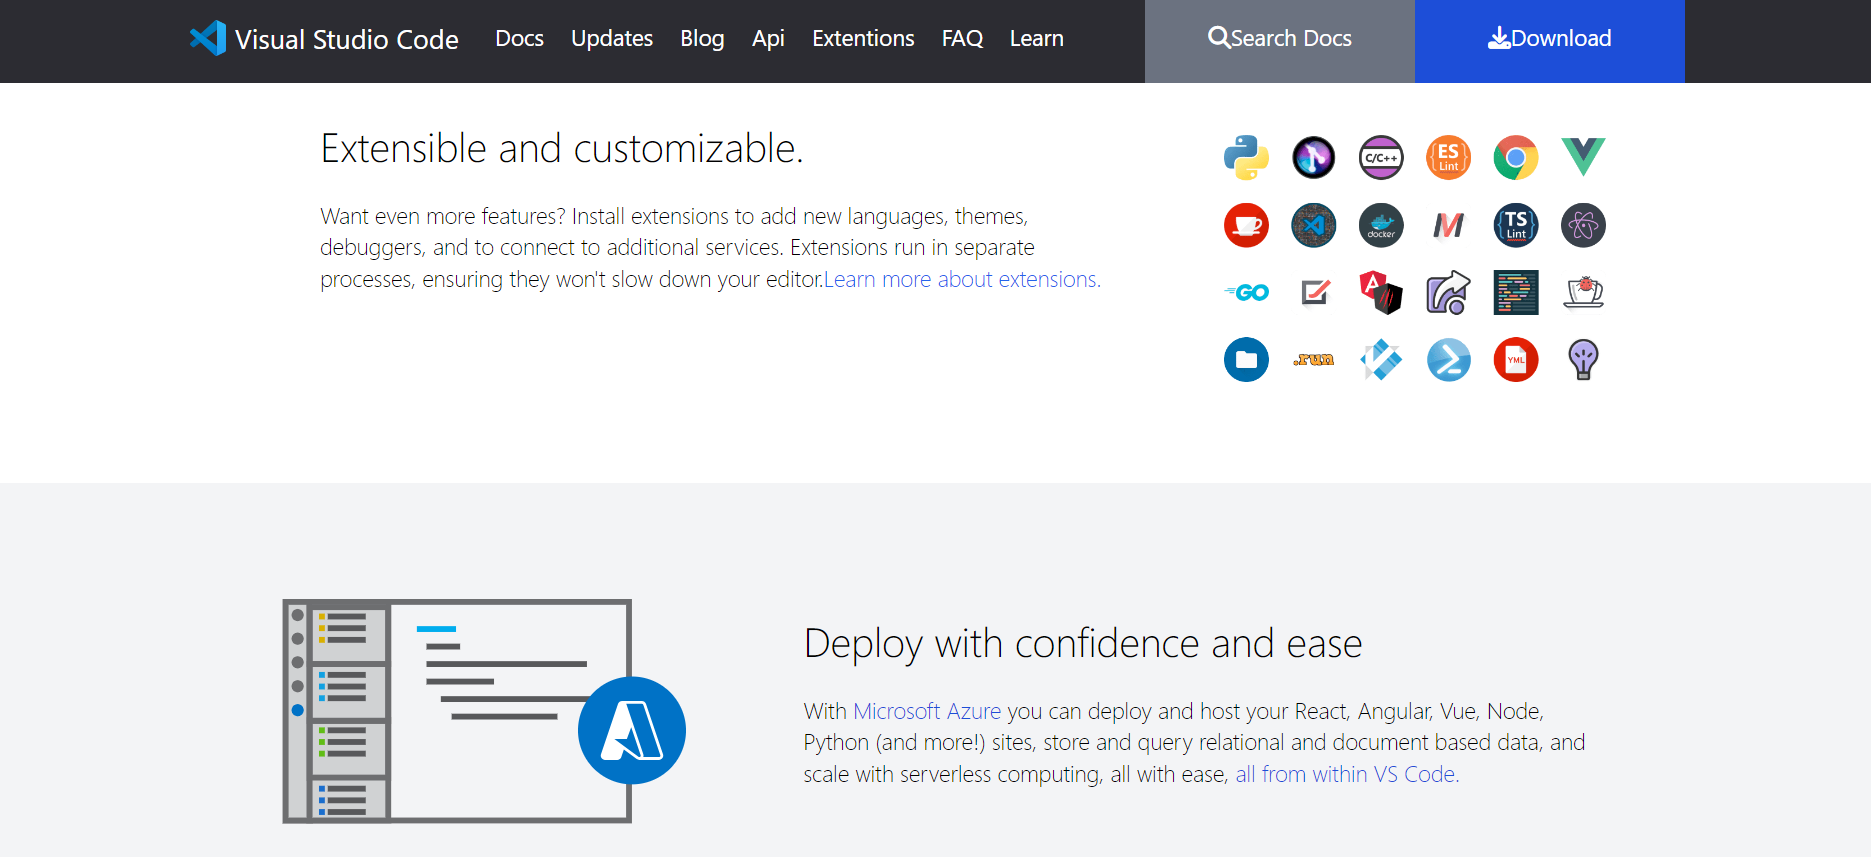 Visual Studio Code Docs Updates Blog Api Extentions FAQ Learn Search Docs Download
Extensible and customizable.
Want even more features? Install extensions to add new languages, themes,
debuggers, and to connect to additional services. Extensions run in separate
processes, ensuring they won't slow down your editor.Learn more about extensions.
C/C++ ES Lint
docker TS Lint
GO
.run YML
Deploy with confidence and ease
With Microsoft Azure you can deploy and host your React, Angular, Vue, Node,
Python (and more!) sites, store and query relational and document based data, and
scale with serverless computing, all with ease, all from within VS Code.